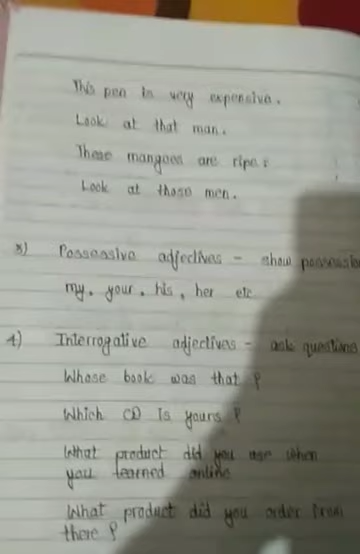 This pen is very expensive.
Look at that man.
These mangoes are ripe.
Look at those men.
3) Possessive adjectives - show possession
my, your, his, her etc
4) Interrogative adjectives - ask questions
Whose book was that ?
Which CD is yours ?
What product did you use when
you learned online
What product did you order from
there ?